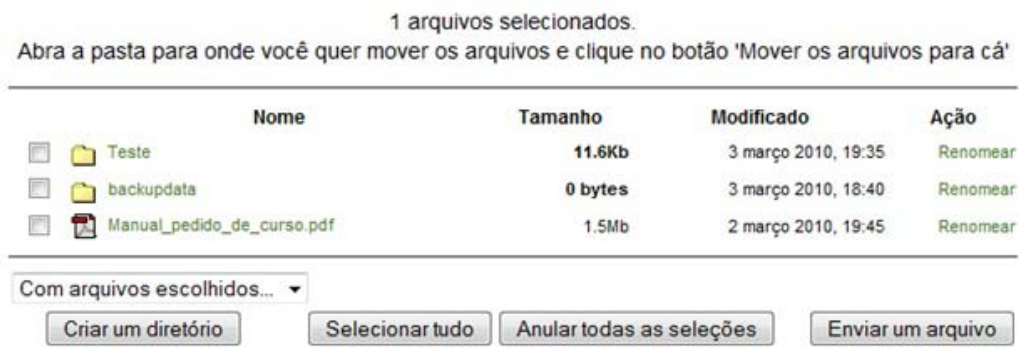 1 arquivos selecionados.
Abra a pasta para onde você quer mover os arquivos e clique no botão 'Mover os arquivos para cá'
Nome Tamanho Modificado Ação
Teste 11.6Kb 3 março 2010, 19:35 Renomear
backupdata 0 bytes 3 março 2010, 18:40 Renomear
Manual_pedido_de_curso.pdf 1.5Mb 2 março 2010, 19:45 Renomear
Com arquivos escolhidos...
Criar um diretório Selecionar tudo Anular todas as seleções Enviar um arquivo